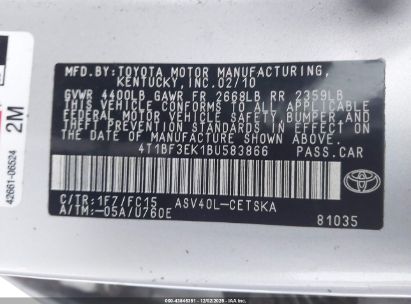 MFD.BY:TOYOTA MOTOR MANUFACTURING,
KENTUCKY,INC.02/10
GVWR 4400LB GAWR FR 2668LB RR 2359LB
THIS VEHICLE CONFORMS TO ALL APPLICABLE
FEDERAL MOTOR VEHICLE SAFETY, BUMPER, AND
THEFT PREVENTION STANDARDS IN EFFECT ON
THE DATE OF MANUFACTURE SHOWN ABOVE.
4T1BF3EK1BU583866 PASS.CAR
C/TR:1F7/FC15 ASV40L-CETSKA
A/TM:-05A/U760E
81035
TOYOTA
42661-06524
2M